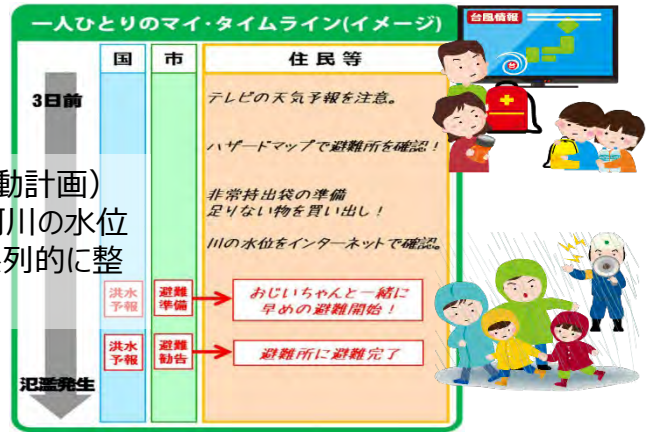 一人ひとりのマイ・タイムライン(イメージ)
国 市 住民等
3日前
テレビの天気予報を注意。
ハザードマップで避難所を確認！
動計画）
河川の水位
系列的に整
非常持出袋の準備
足りない物を買い出し！
川の水位をインターネットで確認。
洪水
予報
避難
準備
おじいちゃんと一緒に
早めの避難開始！
洪水
予報
避難
勧告
避難所に避難完了
氾濫発生
台風情報
台